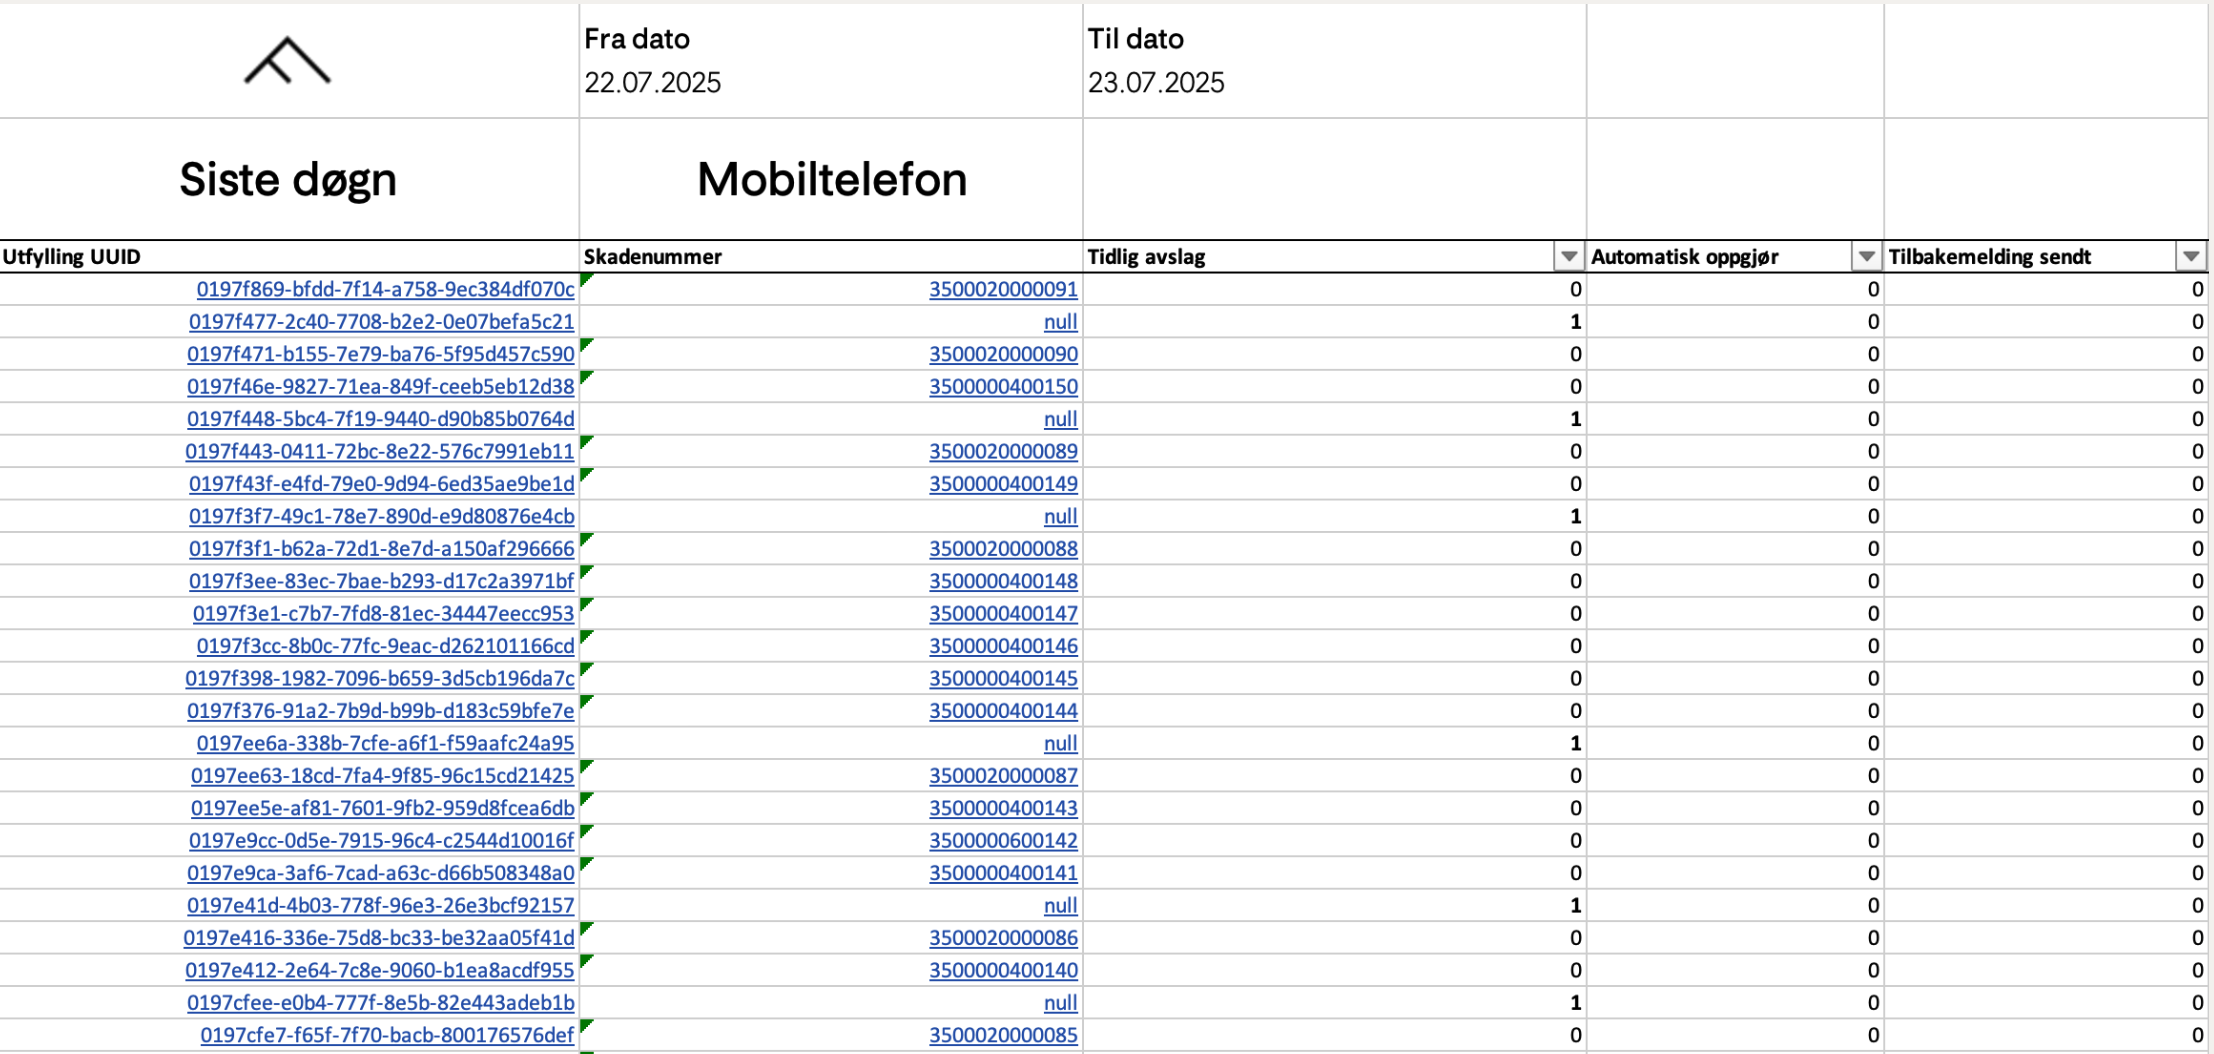 Fra dato Til dato
22.07.2025 23.07.2025
Siste døgn Mobiltelefon
Utfylling UUID Skadenummer Tidlig avslag Automatisk oppgjør Tilbakemelding sendt
0197f869-bfdd-7f14-a758-9ec384df070c 3500020000091 0 0 0
0197f477-2c40-7708-b2e2-0e07befa5c21 null 1 0 0
0197f471-b155-7e79-ba76-5f95d457c590 3500020000090 0 0 0
0197f46e-9827-71ea-849f-ceeb5eb12d38 3500000400150 0 0 0
0197f448-5bc4-7f19-9440-d90b85b0764d null 1 0 0
0197f443-0411-72bc-8e22-576c7991eb11 3500020000089 0 0 0
0197f43f-e4fd-79e0-9d94-6ed35ae9be1d 3500000400149 0 0 0
0197f3f7-49c1-78e7-890d-e9d80876e4cb null 1 0 0
0197f3f1-b62a-72d1-8e7d-a150af296666 3500020000088 0 0 0
0197f3ee-83ec-7bae-b293-d17c2a3971bf 3500000400148 0 0 0
0197f3e1-c7b7-7fd8-81ec-34447eecc953 3500000400147 0 0 0
0197f3cc-8b0c-77fc-9eac-d262101166cd 3500000400146 0 0 0
0197f398-1982-7096-b659-3d5cb196da7c 3500000400145 0 0 0
0197f376-91a2-7b9d-b99b-d183c59bfe7e 3500000400144 0 0 0
0197ee6a-338b-7cfe-a6f1-f59aafc24a95 null 1 0 0
0197ee63-18cd-7fa4-9f85-96c15cd21425 3500020000087 0 0 0
0197ee5e-af81-7601-9fb2-959d8fcea6db 3500000400143 0 0 0
0197e9cc-0d5e-7915-96c4-c2544d10016f 3500000600142 0 0 0
0197e9ca-3af6-7cad-a63c-d66b508348a0 3500000400141 0 0 0
0197e41d-4b03-778f-96e3-26e3bcf92157 null 1 0 0
0197e416-336e-75d8-bc33-be32aa05f41d 3500020000086 0 0 0
0197e412-2e64-7c8e-9060-b1ea8acdf955 3500000400140 0 0 0
0197cfee-e0b4-777f-8e5b-82e443adeb1b null 1 0 0
0197cfe7-f65f-7f70-bacb-800176576def 3500020000085 0 0 0